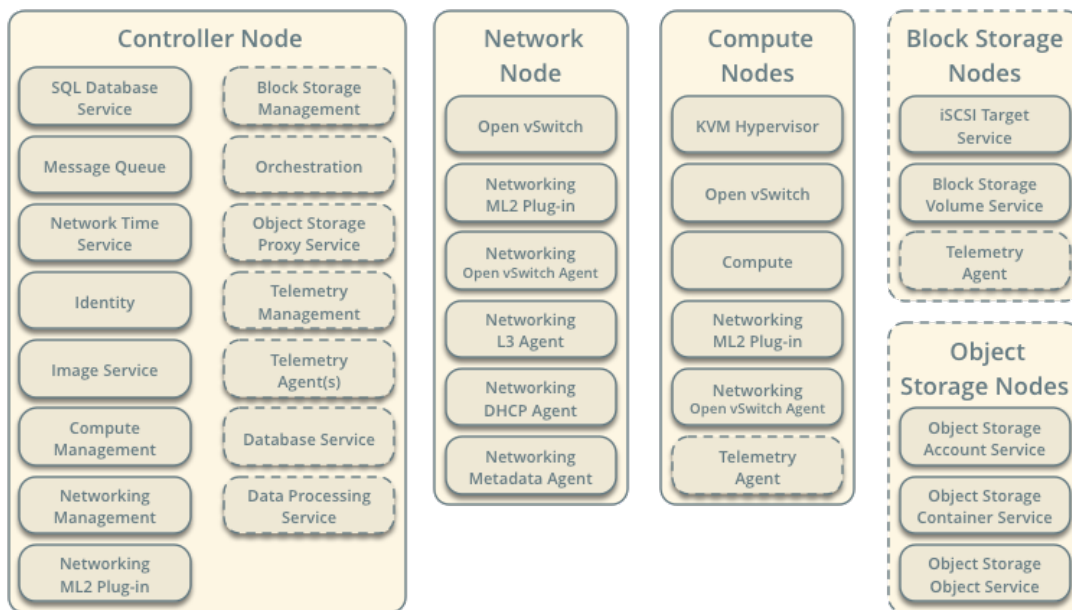 Controller Node
SQL Database
Service
Message Queue
Network Time
Service
Identity
Image Service
Compute
Management
Networking
Management
Networking
ML2 Plug-in
Block Storage
Management
Orchestration
Object Storage
Proxy Service
Telemetry
Management
Telemetry
Agent(s)
Database Service
Data Processing
Service
Network
Node
Open vSwitch
Networking
ML2 Plug-in
Networking
Open vSwitch Agent
Networking
L3 Agent
Networking
DHCP Agent
Networking
Metadata Agent
Compute
Nodes
KVM Hypervisor
Open vSwitch
Compute
Networking
ML2 Plug-in
Networking
Open vSwitch Agent
Telemetry
Agent
Block Storage
Nodes
iSCSI Target
Service
Block Storage
Volume Service
Telemetry
Agent
Object
Storage Nodes
Object Storage
Account Service
Object Storage
Container Service
Object Storage
Object Service